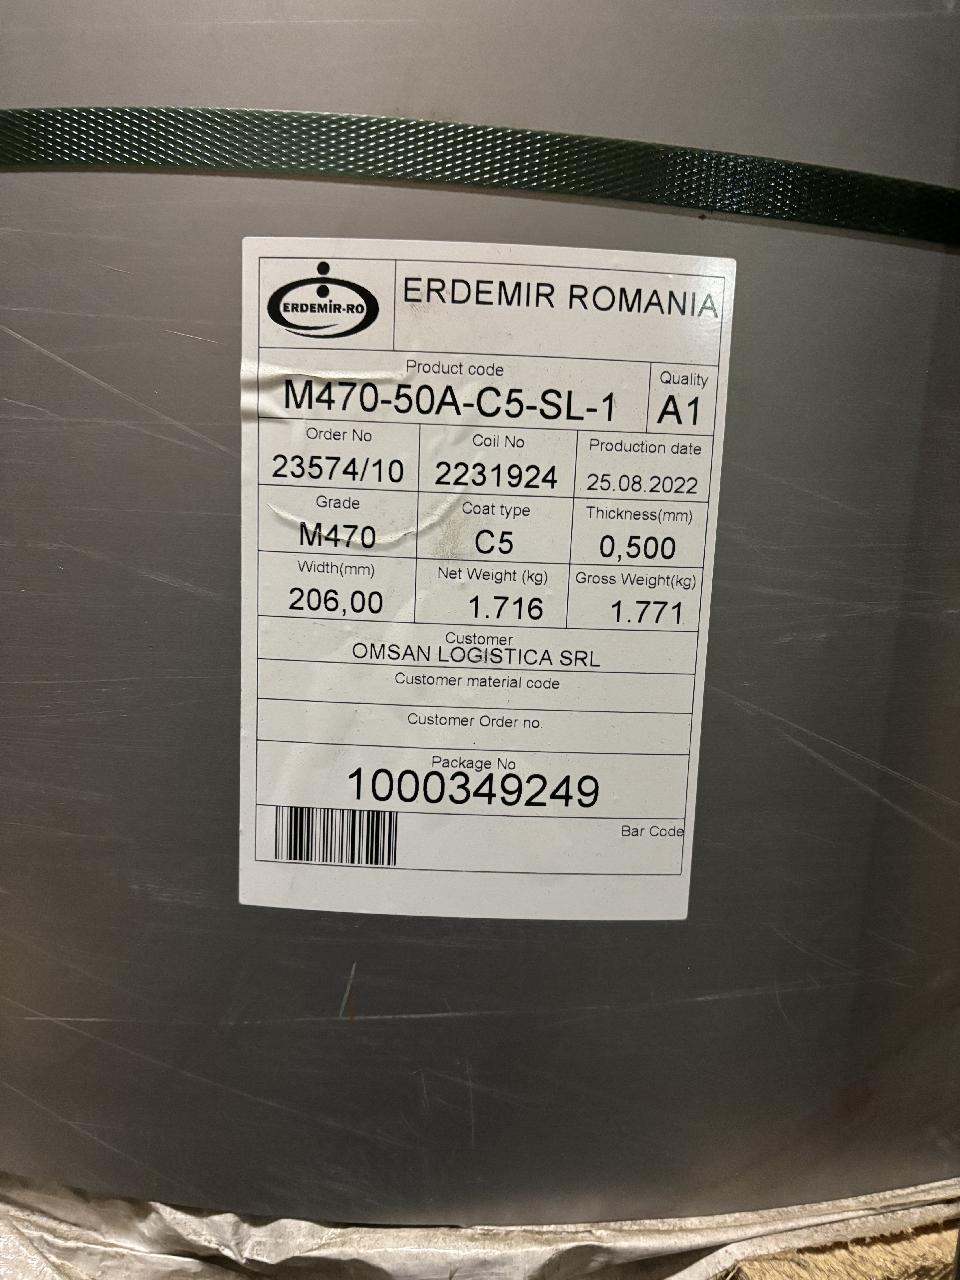 ERDEMİR-RO
ERDEMIR ROMANIA
Product code
M470-50A-C5-SL-1
Quality
A1
Order No
23574/10
Coil No
2231924
Production date
25.08.2022
Grade
M470
Coat type
C5
Thickness(mm)
0,500
Width(mm)
206,00
Net Weight (kg)
1.716
Gross Weight(kg)
1.771
Customer
OMSAN LOGISTICA SRL
Customer material code
Customer Order no.
Package No
1000349249
Bar Code